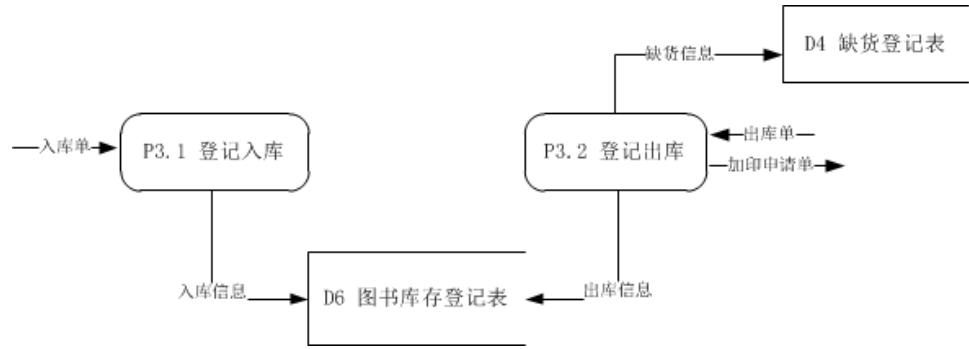 缺货信息
D4 缺货登记表
入库单
P3.1 登记入库
P3.2 登记出库
出库单
加印申请单
入库信息
D6 图书库存登记表
出库信息